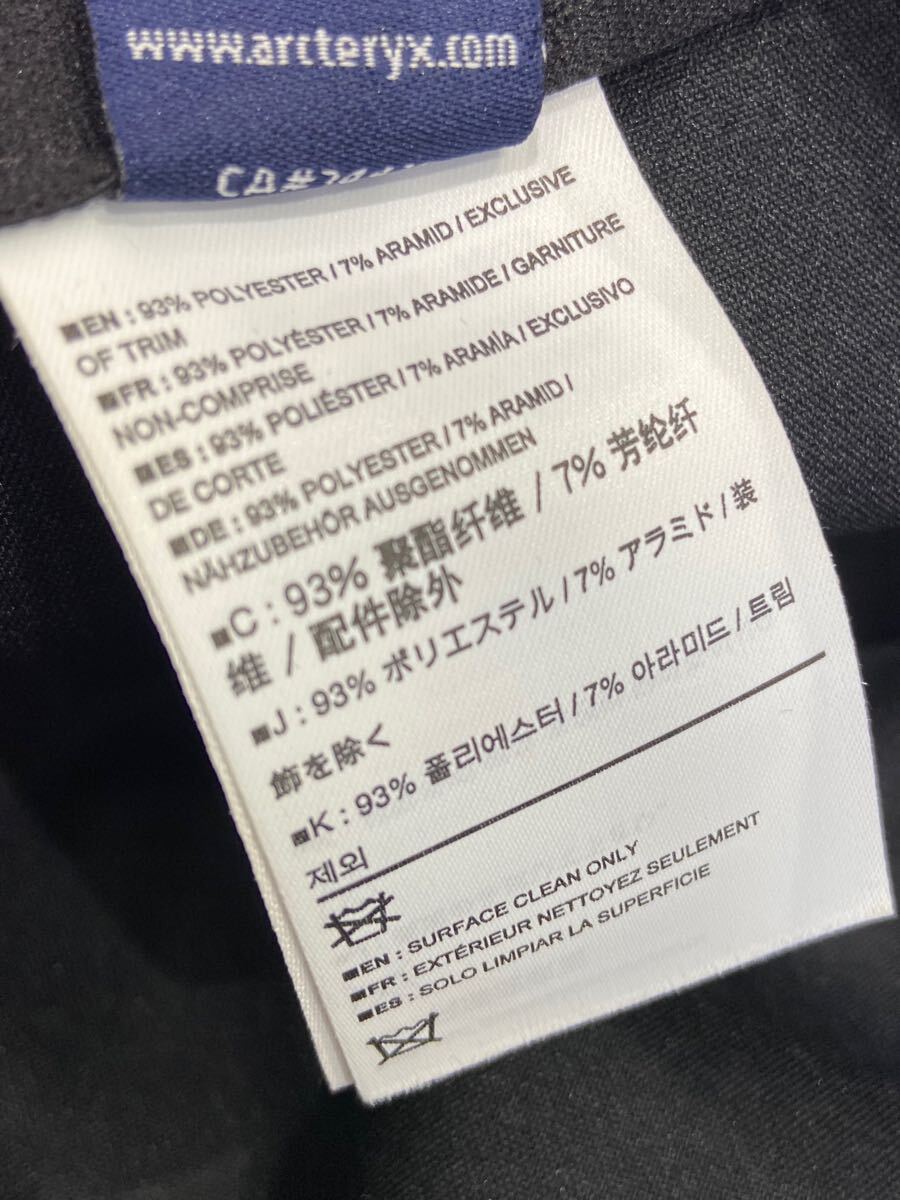 www.arcteryx.com
CA#
■EN : 93% POLYESTER / 7% ARAMID / EXCLUSIVE
OF TRIM
■FR : 93% POLYÉSTER / 7% ARAMIDE / GARNITURE
NON-COMPRISE
■ES : 93% POLIÉSTER / 7% ARAMÍA / EXCLUSIVO
DE CORTE
■DE : 93% POLYESTER / 7% ARAMID /
NÄHZUBEHÖR AUSGENOMMEN
■C : 93% 聚酯纤维 / 7% 芳纶纤
维 / 配件除外
■J : 93% ポリエステル / 7% アラミド / 装
飾を除く
■K : 93% 폴리에스터 / 7% 아라미드 / 트림
제외
■EN : SURFACE CLEAN ONLY
■FR : EXTÉRIEUR NETTOYEZ SEULEMENT
■ES : SOLO LIMPIAR LA SUPERFICIE